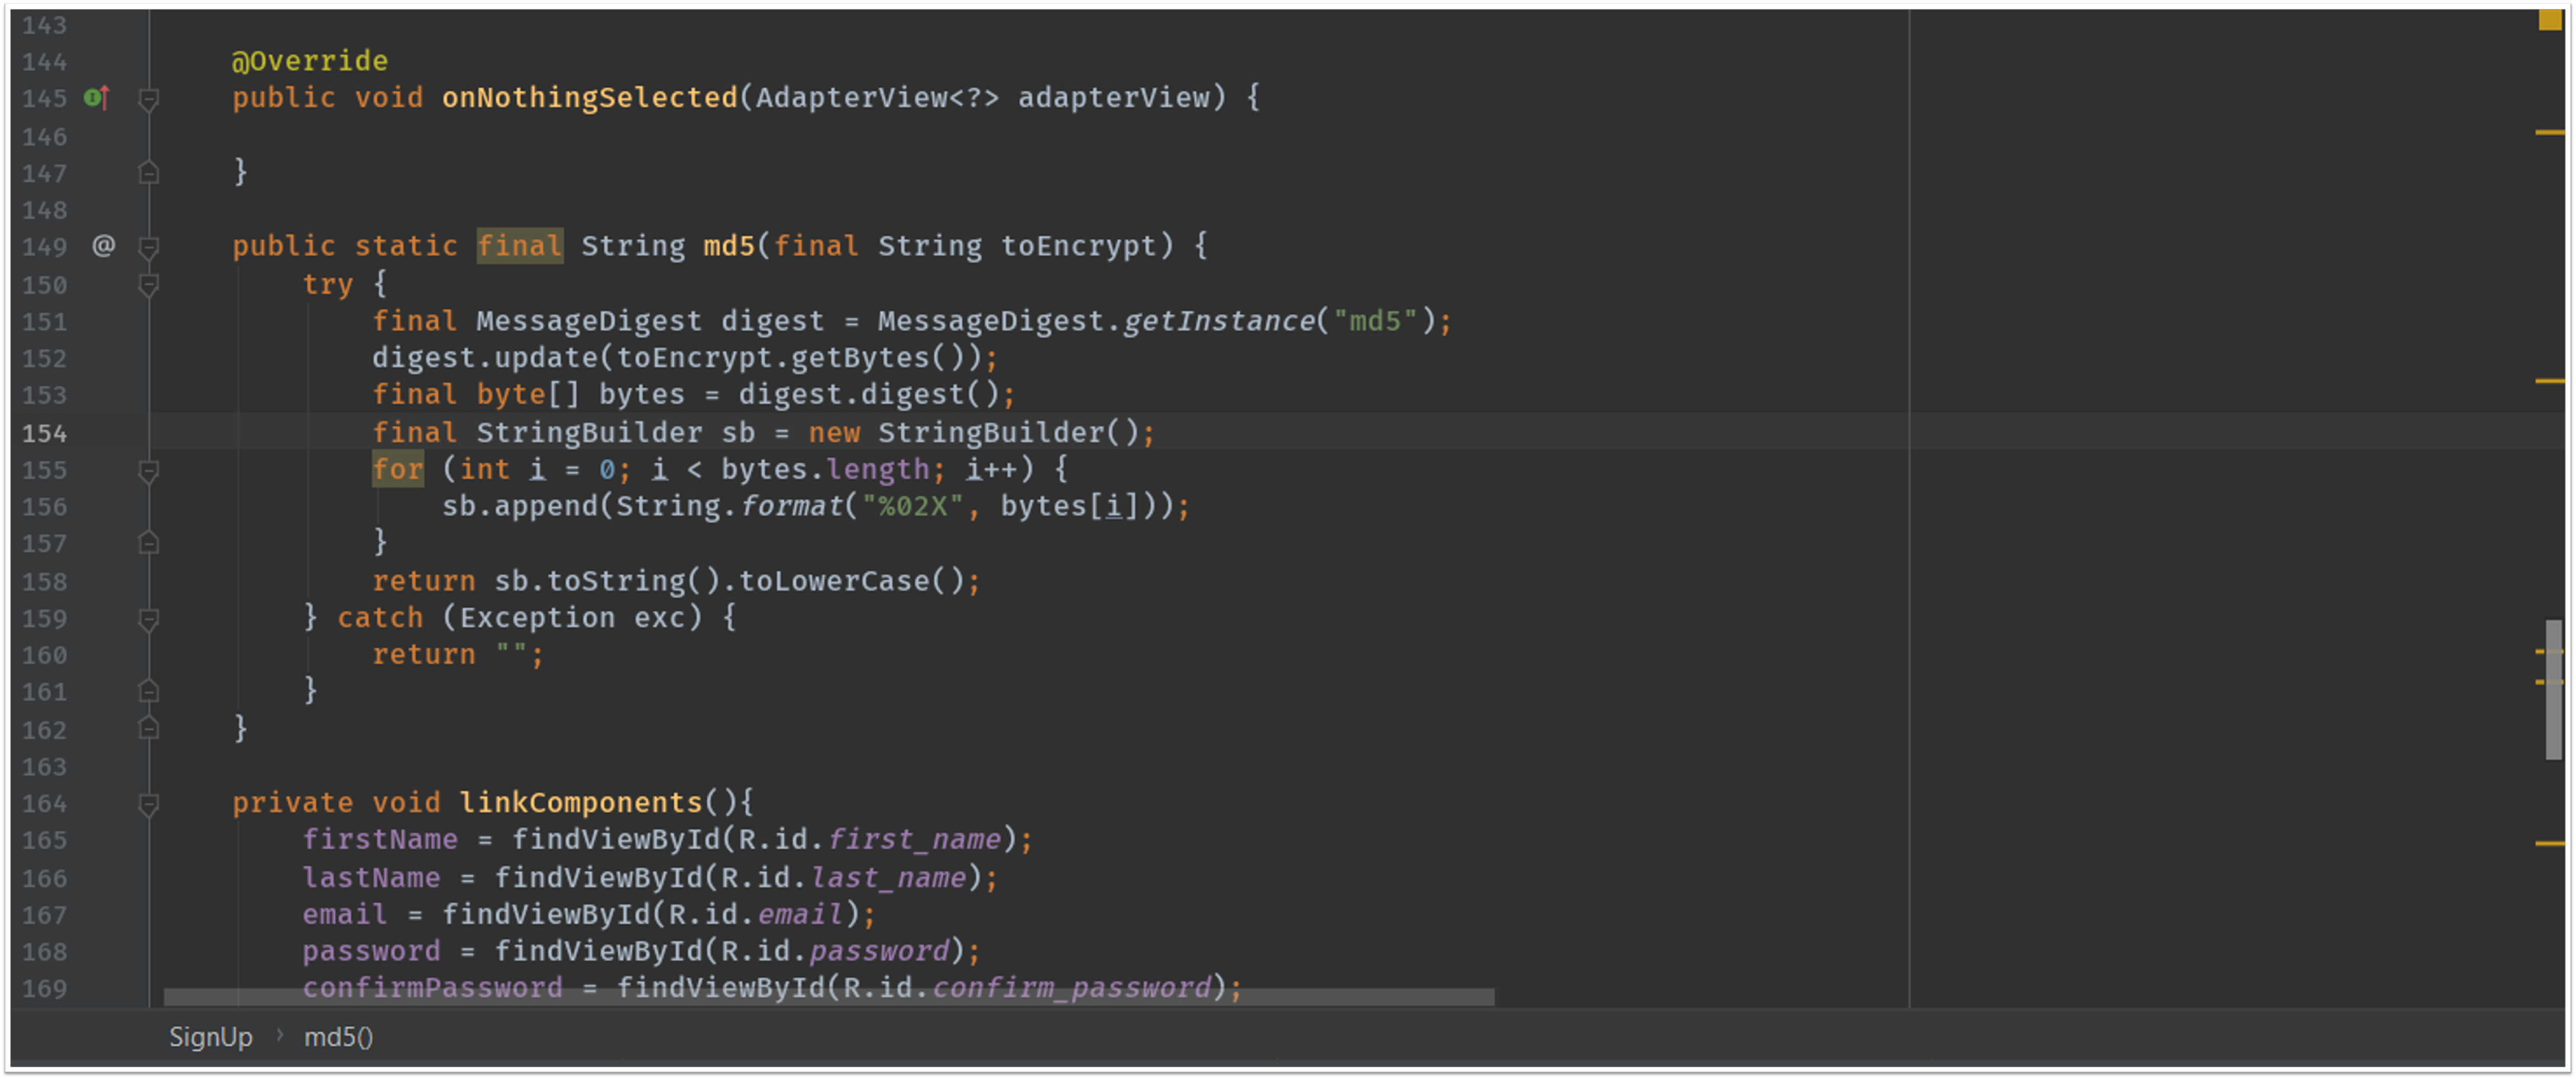 143
144 @Override
145 public void onNothingSelected(AdapterView<?> adapterView) {
146
147 }
148
149 @ public static final String md5(final String toEncrypt) {
150 try {
151 final MessageDigest digest = MessageDigest.getInstance("md5");
152 digest.update(toEncrypt.getBytes());
153 final byte[] bytes = digest.digest();
154 final StringBuilder sb = new StringBuilder();
155 for (int i = 0; i < bytes.length; i++) {
156 sb.append(String.format("%02X", bytes[i]));
157 }
158 return sb.toString().toLowerCase();
159 } catch (Exception exc) {
160 return "";
161 }
162 }
163
164 private void linkComponents(){
165 firstName = findViewById(R.id.first_name);
166 lastName = findViewById(R.id.last_name);
167 email = findViewById(R.id.email);
168 password = findViewById(R.id.password);
169 confirmPassword = findViewById(R.id.confirm_password);
SignUp › md5()